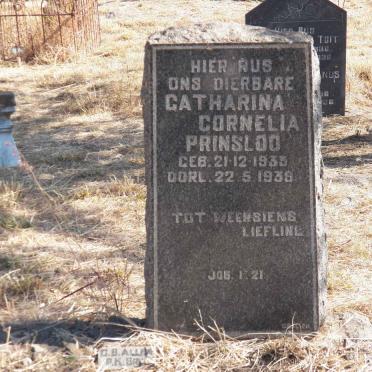 HIER RUS
ONS DIERBARE
CATHARINA
CORNELIA
PRINSLOO
GEB. 21-12-1935
OORL. 22-5-1938
TOT WEERSIENS
LIEFLING
JOB. 1:21